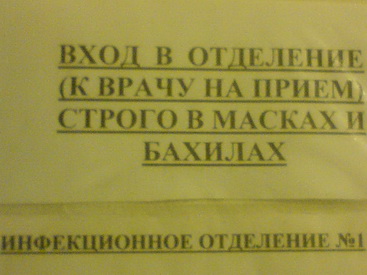 ВХОД В ОТДЕЛЕНИЕ
(К ВРАЧУ НА ПРИЕМ)
СТРОГО В МАСКАХ И
БАХИЛАХ
ИНФЕКЦИОННОЕ ОТДЕЛЕНИЕ №1